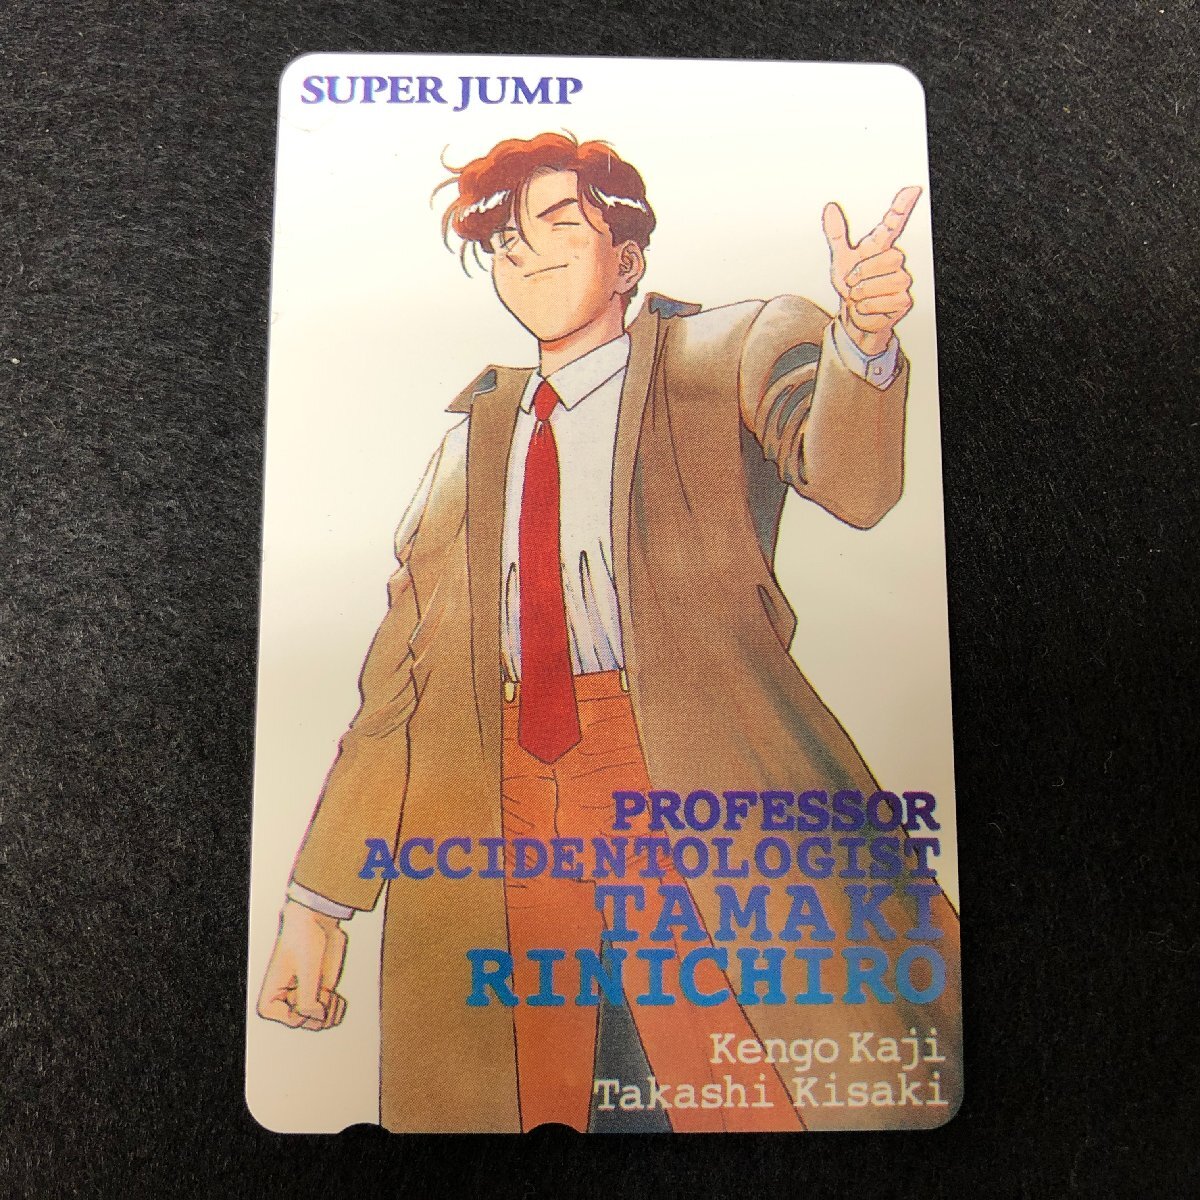 SUPER JUMP
PROFESSOR
ACCIDENTOLOGIST
TAMAKI
RINICHIRO
Kengo Kaji
Takashi Kisaki